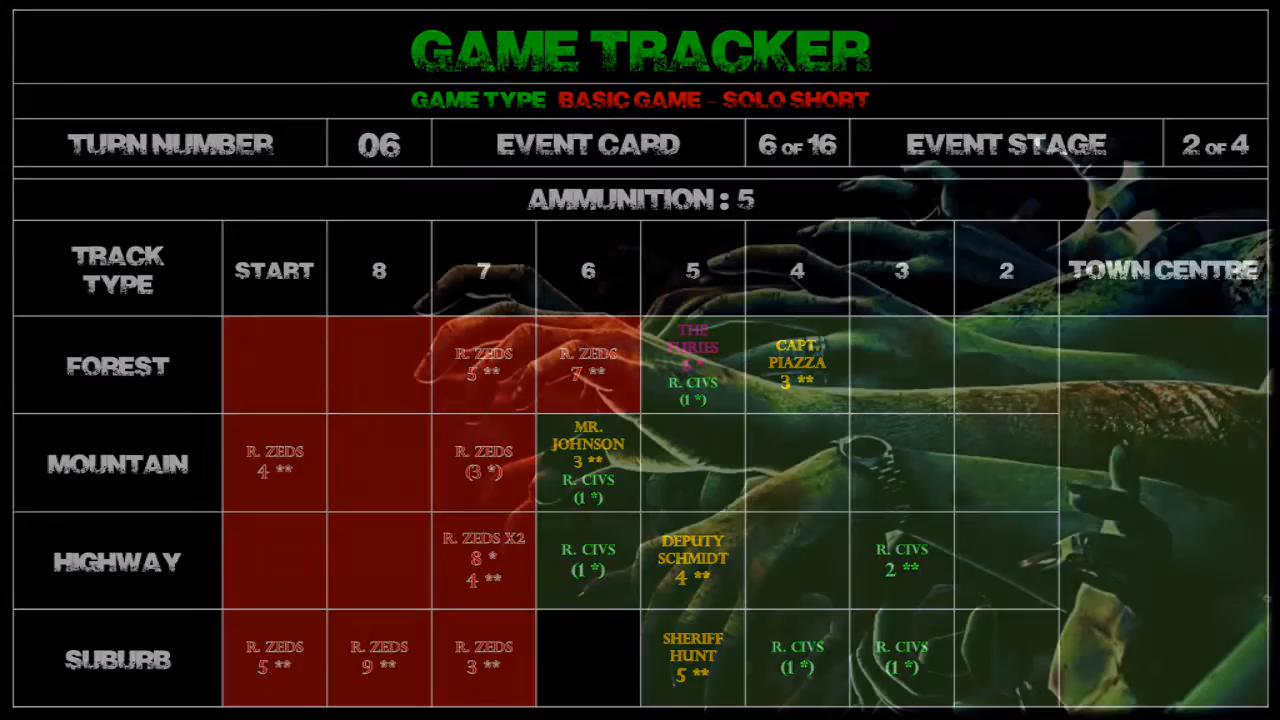 GAME TRACKER
GAME TYPE BASIC GAME - SOLO SHORT
TURN NUMBER 06 EVENT CARD 6 OF 16 EVENT STAGE 2 OF 4
AMMUNITION : 5
TRACK
TYPE
START 8 7 6 5 4 3 2 TOWN CENTRE
FOREST
R. ZEDS
5 **
R. ZEDS
7 **
THE
FURIES
*
R. CIVS
(1 *)
CAPT.
PIAZZA
3 **
MOUNTAIN
R. ZEDS
4 **
R. ZEDS
(3 *)
MR.
JOHNSON
3 **
R. CIVS
(1 *)
HIGHWAY
R. ZEDS X2
8 *
4 **
R. CIVS
(1 *)
DEPUTY
SCHMIDT
4 **
R. CIVS
2 **
SUBURB
R. ZEDS
5 **
R. ZEDS
9 **
R. ZEDS
3 **
SHERIFF
HUNT
5 **
R. CIVS
(1 *)
R. CIVS
(1 *)